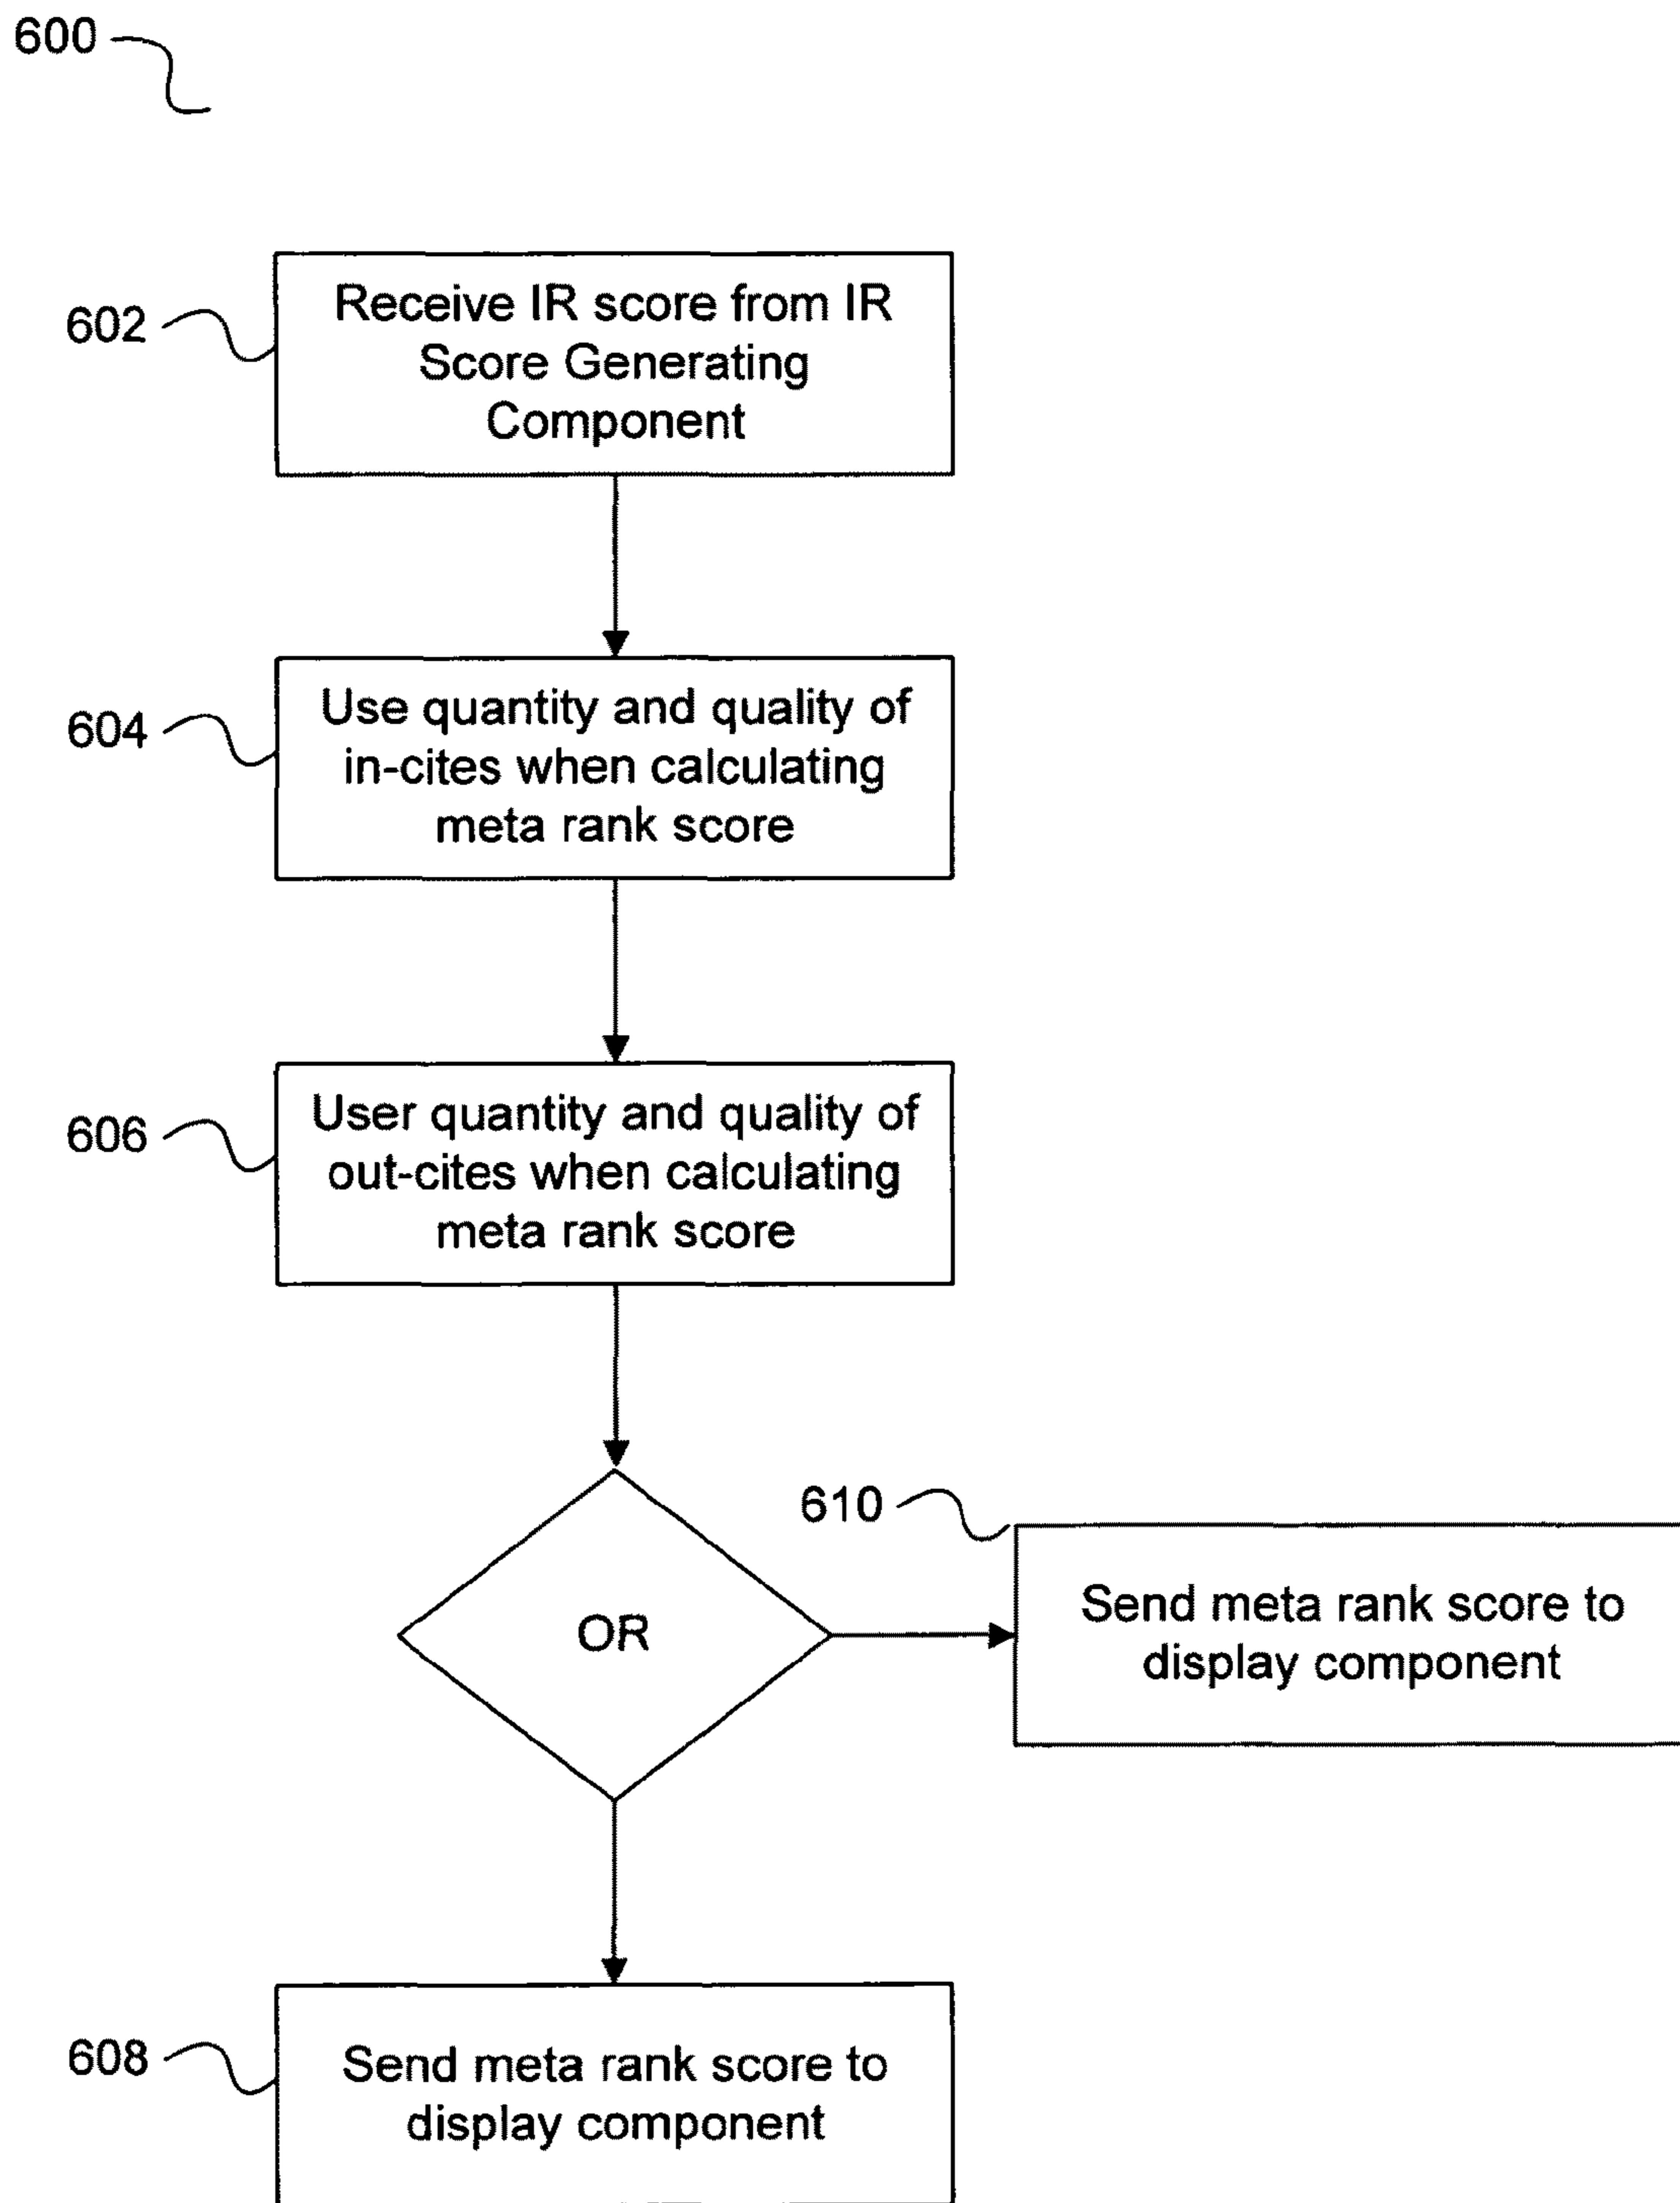 600
602
Receive IR score from IR
Score Generating
Component
604
Use quantity and quality of
in-cites when calculating
meta rank score
606
User quantity and quality of
out-cites when calculating
meta rank score
OR
610
Send meta rank score to
display component
608
Send meta rank score to
display component